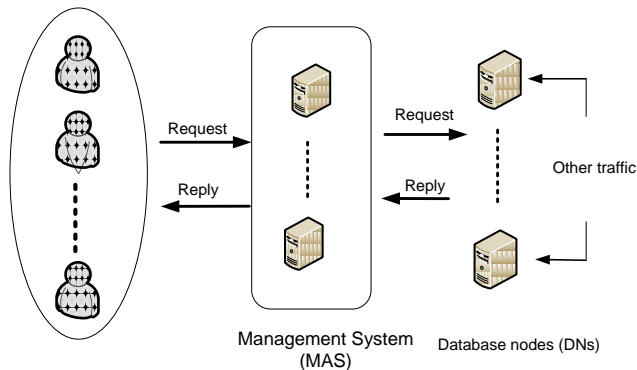 Request
Reply
Request
Reply
Other traffic
Management System
(MAS)
Database nodes (DNs)